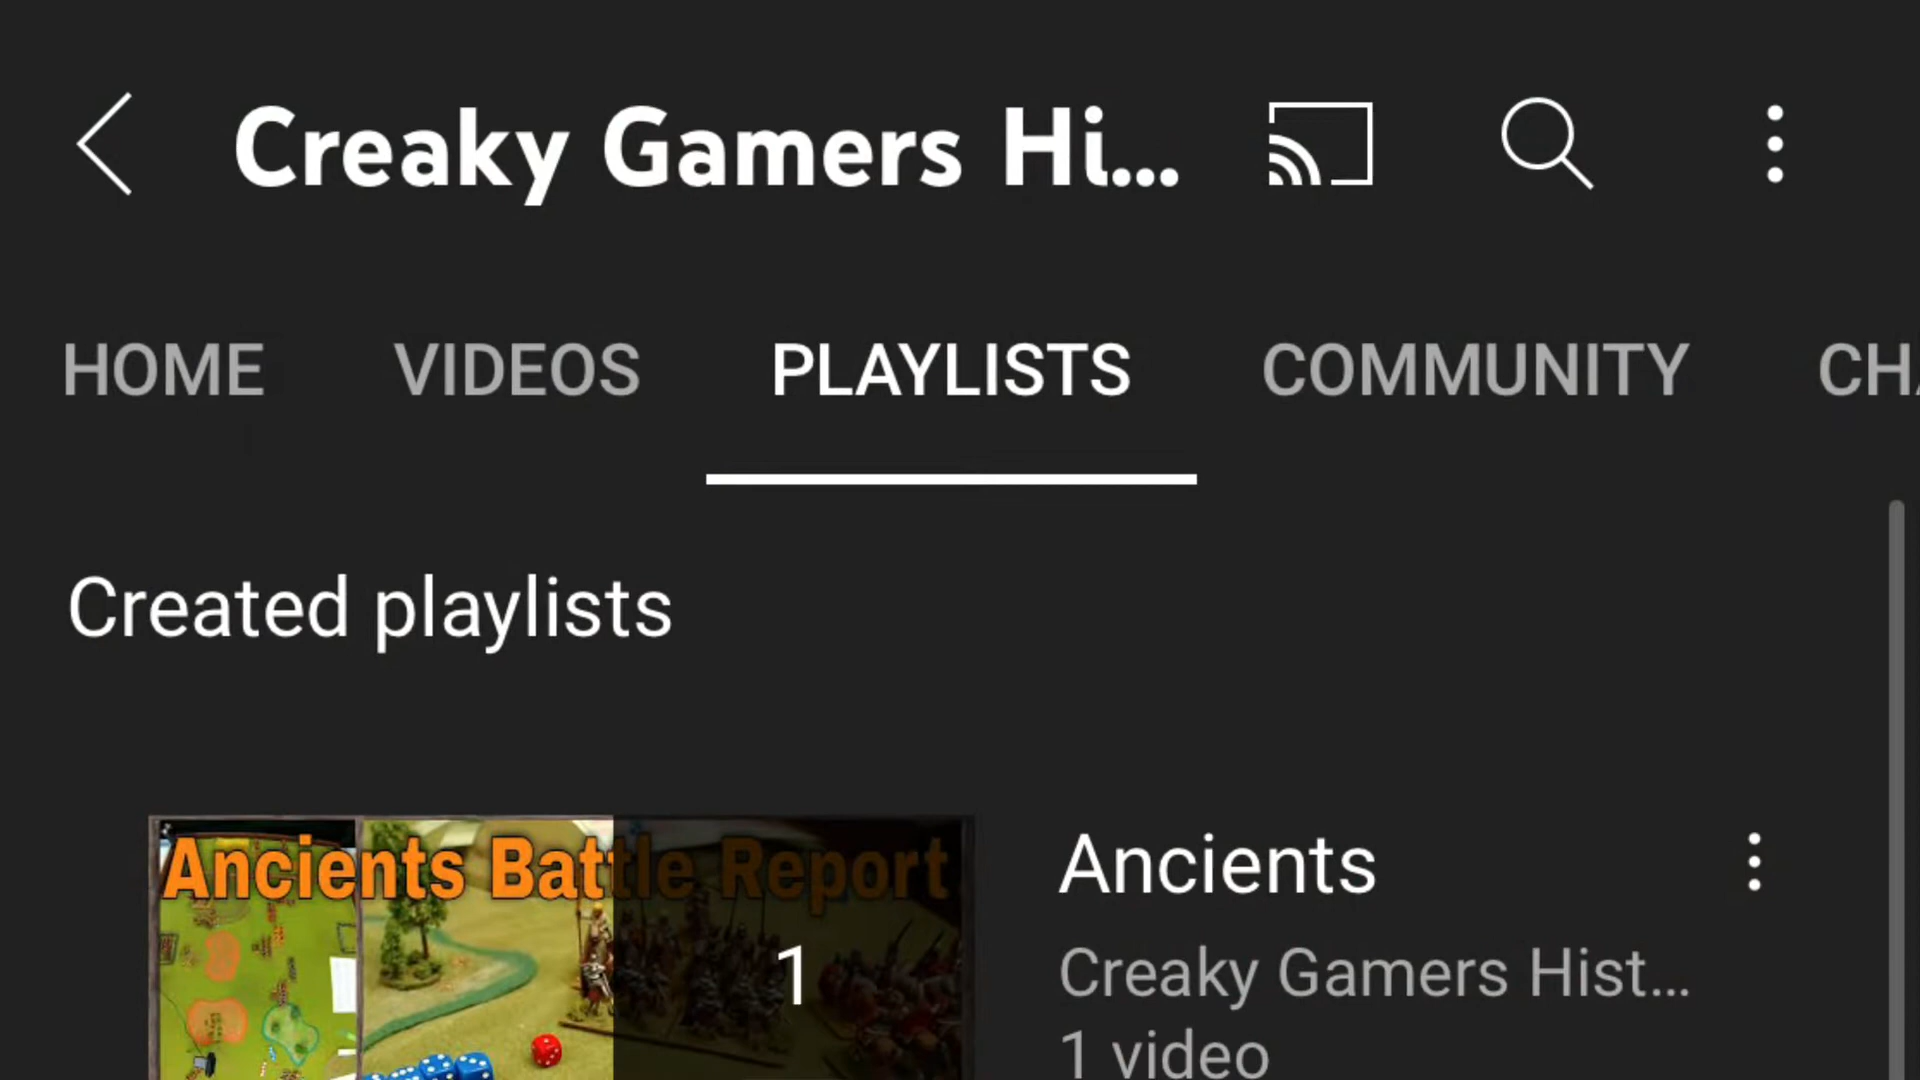 Creaky Gamers Hi...
HOME VIDEOS PLAYLISTS COMMUNITY CHA
Created playlists
Ancients Battle Report
1
Ancients
Creaky Gamers Hist...
1 video